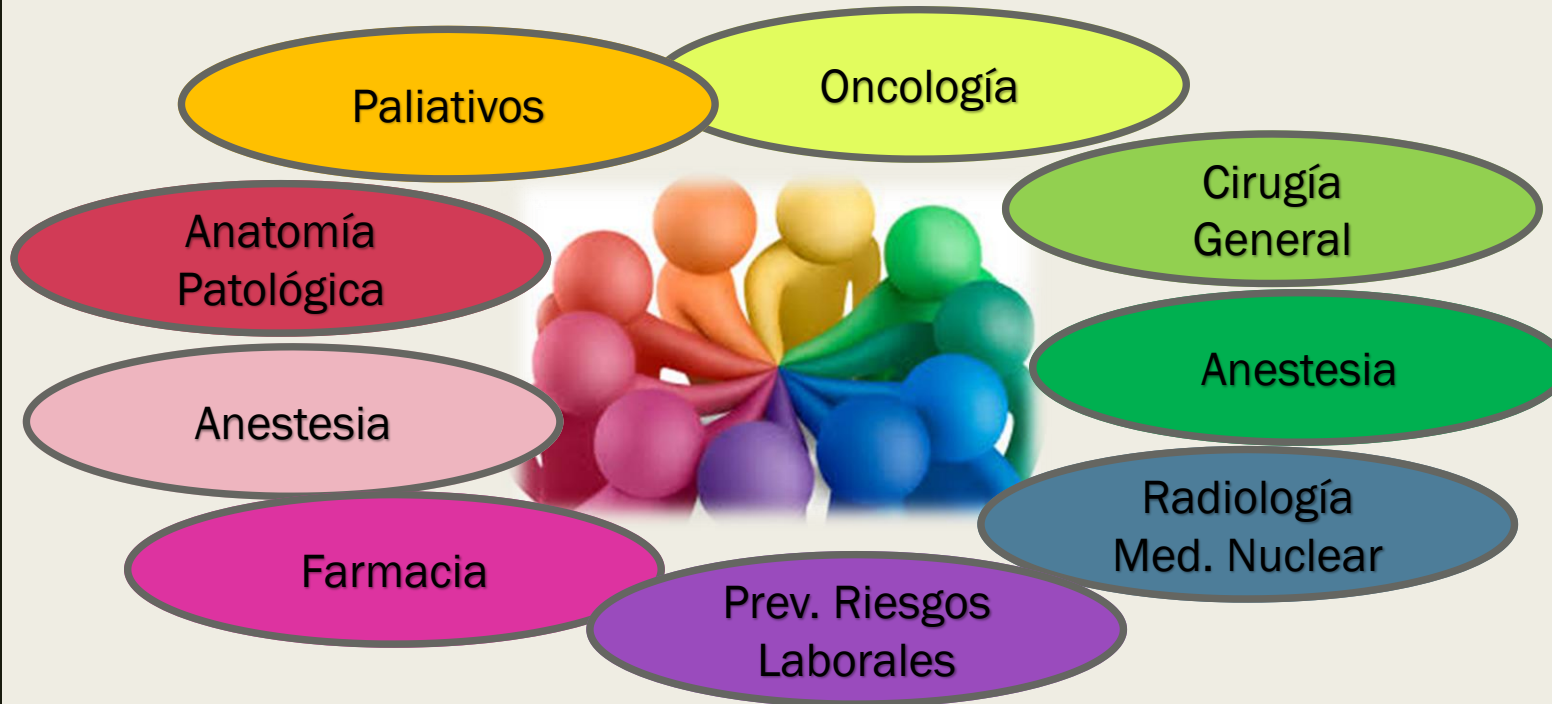 Paliativos
Oncología
Cirugía
General
Anatomía
Patológica
Anestesia
Anestesia
Radiología
Med. Nuclear
Farmacia
Prev. Riesgos
Laborales